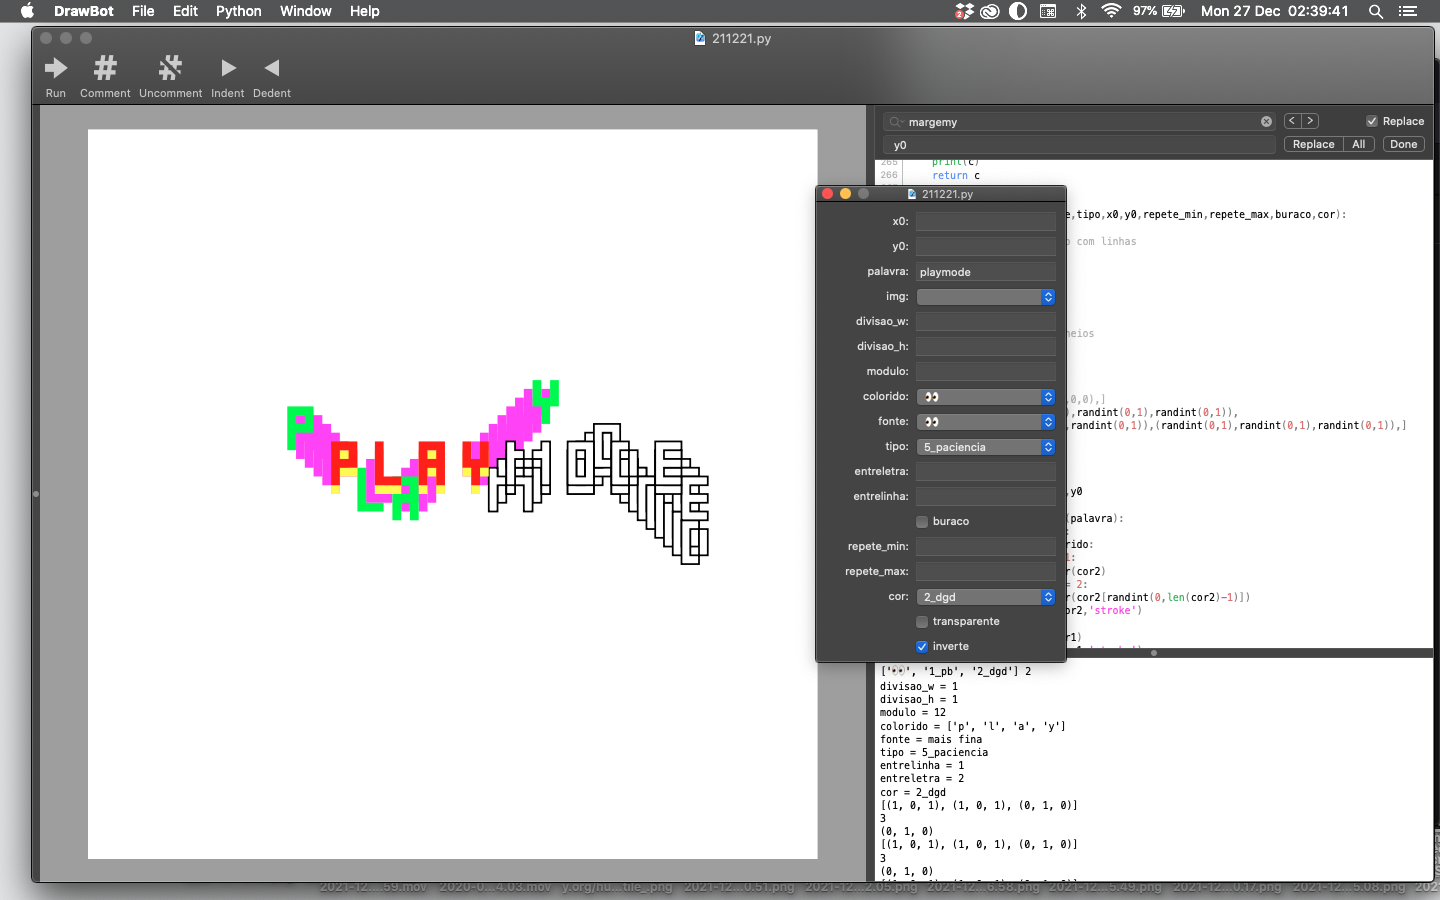 DrawBot File Edit Python Window Help
2
97% Mon 27 Dec 02:39:41
211221.py
Run Comment Uncomment Indent Dedent
margemy < > Replace
y0 Replace All Done
265 print(c)
266 return c
211221.py
x0:
y0:
palavra: playmode
img:
divisao_w:
divisao_h:
modulo:
colorido: 👀
fonte: 👀
tipo: 5_paciencia
entreletra:
entrelinha:
buraco
repete_min:
repete_max:
cor: 2_dgd
transparente
inverte
,tipo,x0,y0,repete_min,repete_max,buraco,cor):
o com linhas
neios
,0,0),]
),randint(0,1),randint(0,1)),
randint(0,1)),(randint(0,1),randint(0,1),randint(0,1)),]
,y0
(palavra):
:
rido:
1:
r(cor2)
= 2:
r(cor2[randint(0,len(cor2)-1)])
or2,'stroke')
r1)
['👀', '1_pb', '2_dgd'] 2
divisao_w = 1
divisao_h = 1
modulo = 12
colorido = ['p', 'l', 'a', 'y']
fonte = mais fina
tipo = 5_paciencia
entrelinha = 1
entreletra = 2
cor = 2_dgd
[(1, 0, 1), (1, 0, 1), (0, 1, 0)]
3
(0, 1, 0)
[(1, 0, 1), (1, 0, 1), (0, 1, 0)]
3
(0, 1, 0)
PLAY MODE
PLAY
2021-12...59.mov 2020-0...4.03.mov y.org/hu...tile_.png 2021-12...0.51.png 2021-12...2.05.png 2021-12...6.58.png 2021-12...5.49.png 2021-12...0.17.png 2021-12...5.08.png 2021